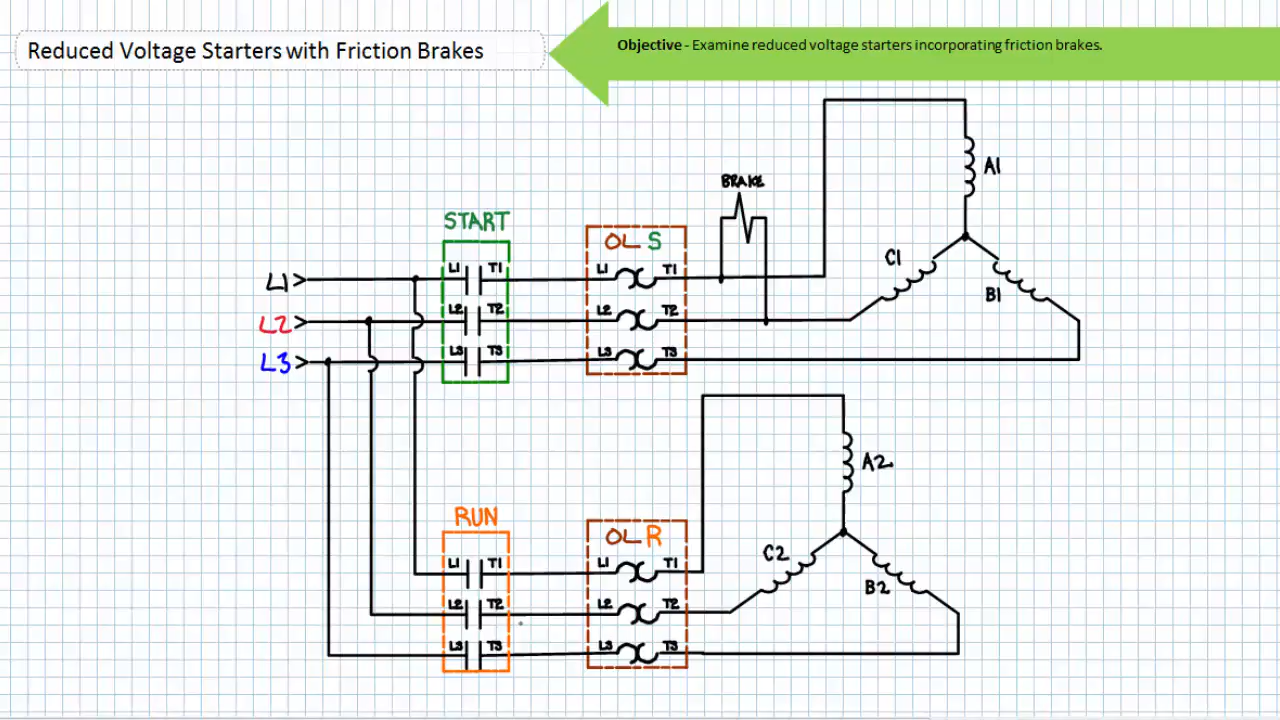 Reduced Voltage Starters with Friction Brakes
Objective - Examine reduced voltage starters incorporating friction brakes.
BRAKE
A1
START
OL S
C1
B1
L1
L1 T1
L1 T1
L2
L2 T2
L2 T2
L3
L3 T3
L3 T3
A2
RUN
OL R
C2
B2
L1 T1
L1 T1
L2 T2
L2 T2
L3 T3
L3 T3